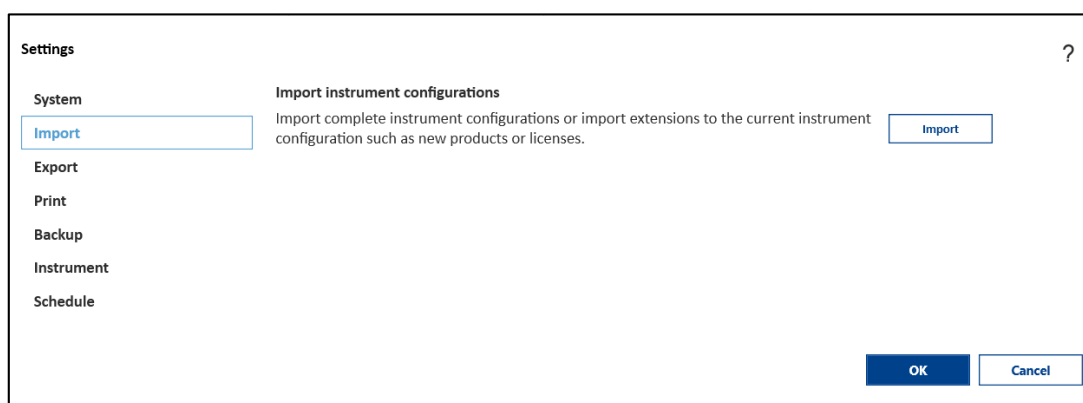 Settings
?
System
Import
Export
Print
Backup
Instrument
Schedule
Import instrument configurations
Import complete instrument configurations or import extensions to the current instrument
configuration such as new products or licenses.
Import
OK
Cancel